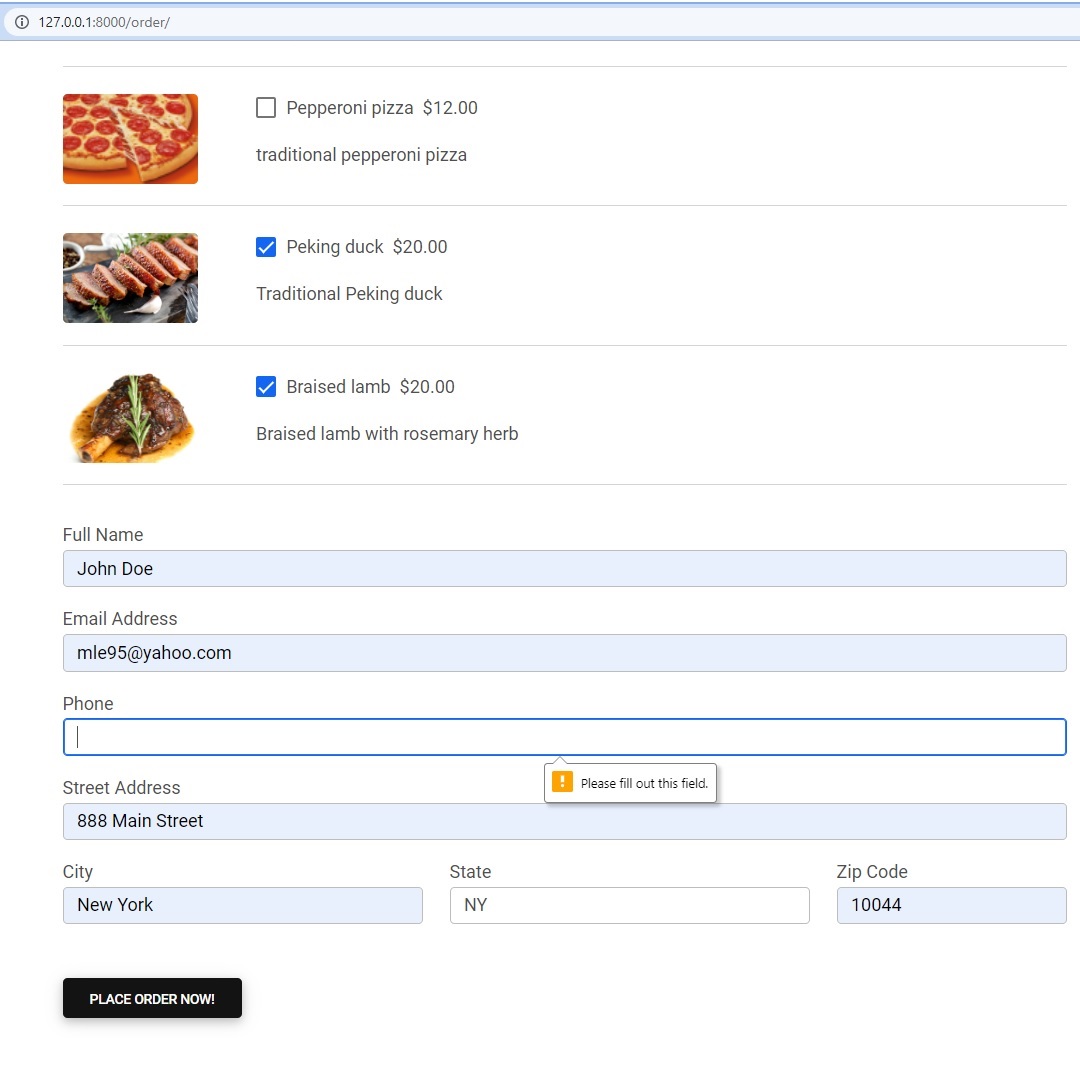 127.0.0.1:8000/order/
Pepperoni pizza $12.00
traditional pepperoni pizza
Peking duck $20.00
Traditional Peking duck
Braised lamb $20.00
Braised lamb with rosemary herb
Full Name
John Doe
Email Address
mle95@yahoo.com
Phone
Please fill out this field.
Street Address
888 Main Street
City State Zip Code
New York NY 10044
PLACE ORDER NOW!